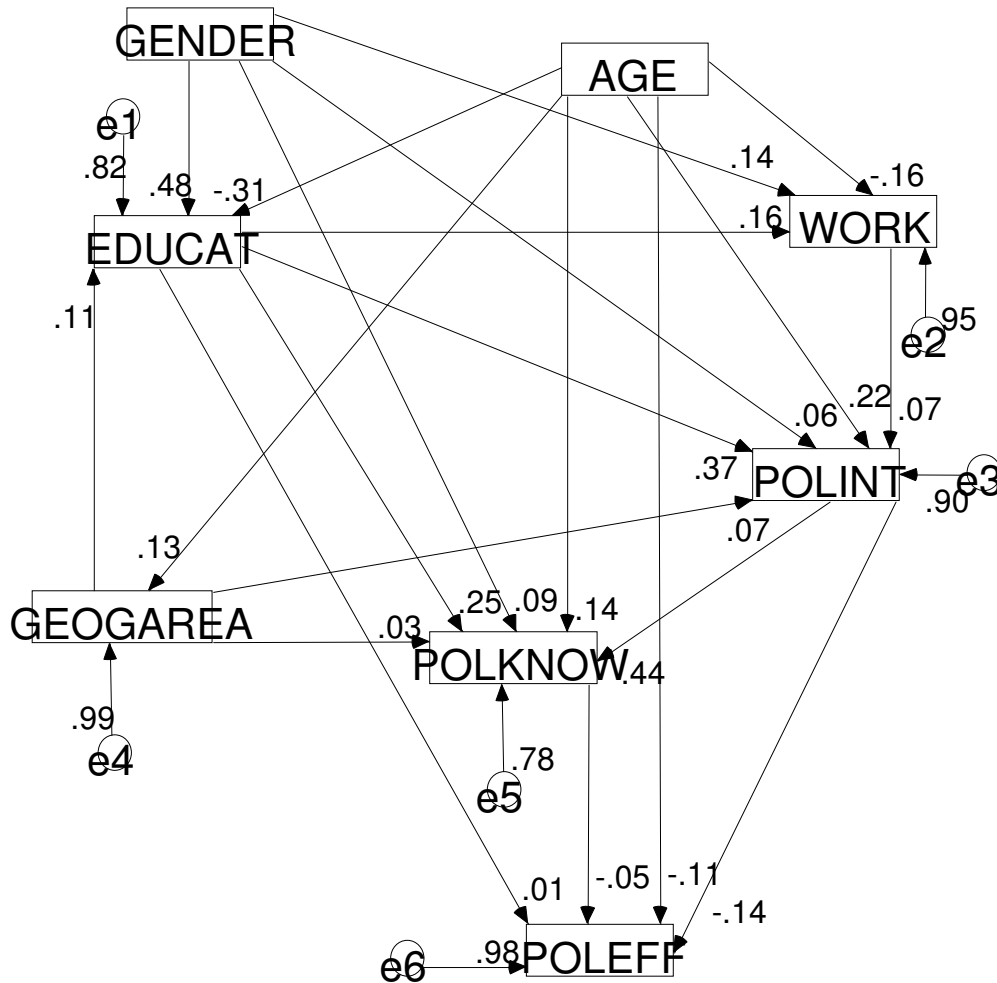 GENDER
AGE
e1
.82
.48
-.31
.14
-.16
.16
WORK
EDUCAT
.11
e2
.95
.22
.07
.06
.37
POLINT
e3
.90
.07
.13
GEOGAREA
.03
.25
.09
.14
.44
POLKNOW
.99
e4
.78
e5
.01
-.05
-.11
-.14
e6
.98
POLEFF